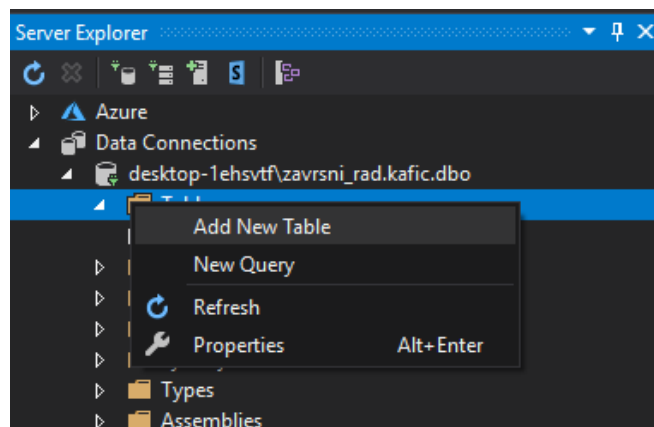 Server Explorer
Azure
Data Connections
desktop-1ehsvtf\zavrsni_rad.kafic.dbo
Add New Table
New Query
Refresh
Properties Alt+Enter
Types
Assemblies